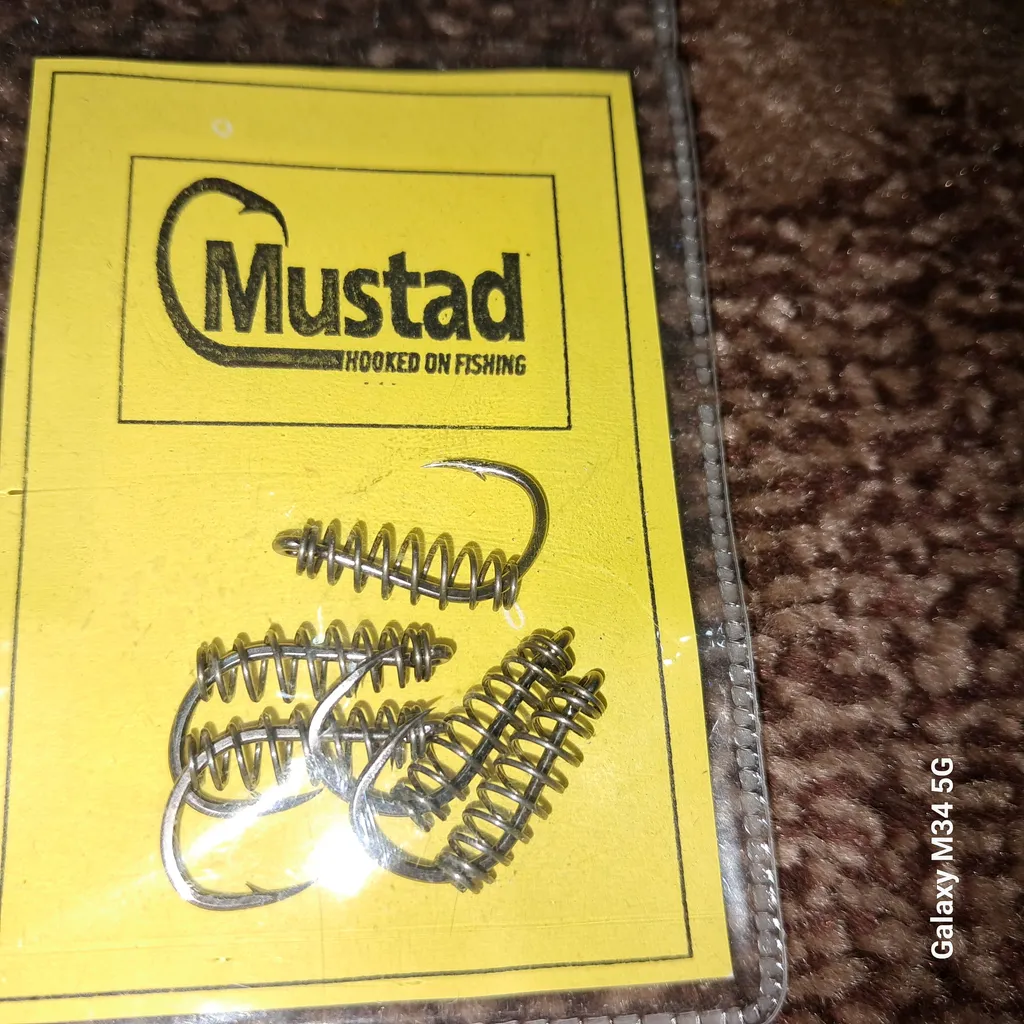 Mustad
HOOKED ON FISHING
Galaxy M34 5G